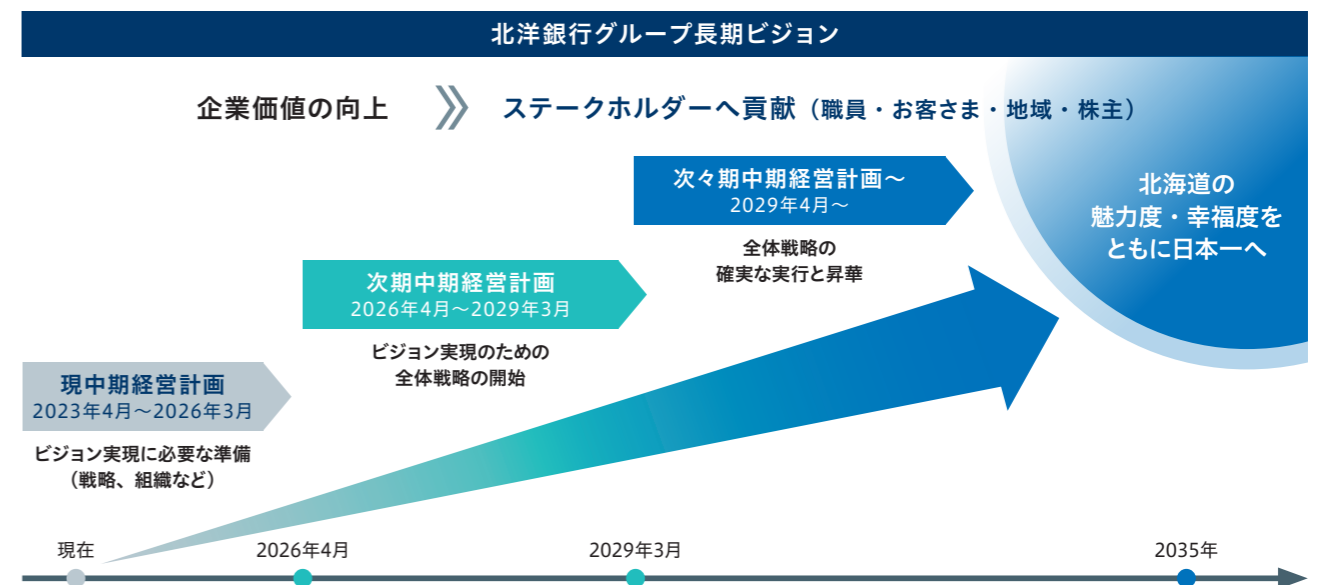 北洋銀行グループ長期ビジョン
企業価値の向上
ステークホルダーへ貢献（職員・お客さま・地域・株主）
次々期中期経営計画～
2029年4月～
全体戦略の
確実な実行と昇華
北海道の
魅力度・幸福度を
ともに日本一へ
次期中期経営計画
2026年4月～2029年3月
ビジョン実現のための
全体戦略の開始
現中期経営計画
2023年4月～2026年3月
ビジョン実現に必要な準備
（戦略、組織など）
現在
2026年4月
2029年3月
2035年